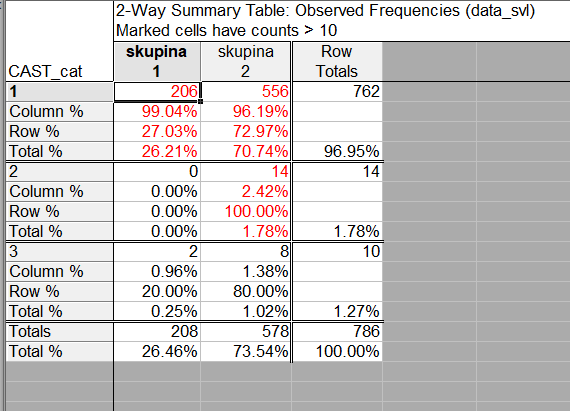 2-Way Summary Table: Observed Frequencies (data_svl)
Marked cells have counts > 10
skupina skupina Row
CAST_cat 1 2 Totals
1 206 556 762
Column % 99.04% 96.19%
Row % 27.03% 72.97%
Total % 26.21% 70.74% 96.95%
2 0 14 14
Column % 0.00% 2.42%
Row % 0.00% 100.00%
Total % 0.00% 1.78% 1.78%
3 2 8 10
Column % 0.96% 1.38%
Row % 20.00% 80.00%
Total % 0.25% 1.02% 1.27%
Totals 208 578 786
Total % 26.46% 73.54% 100.00%